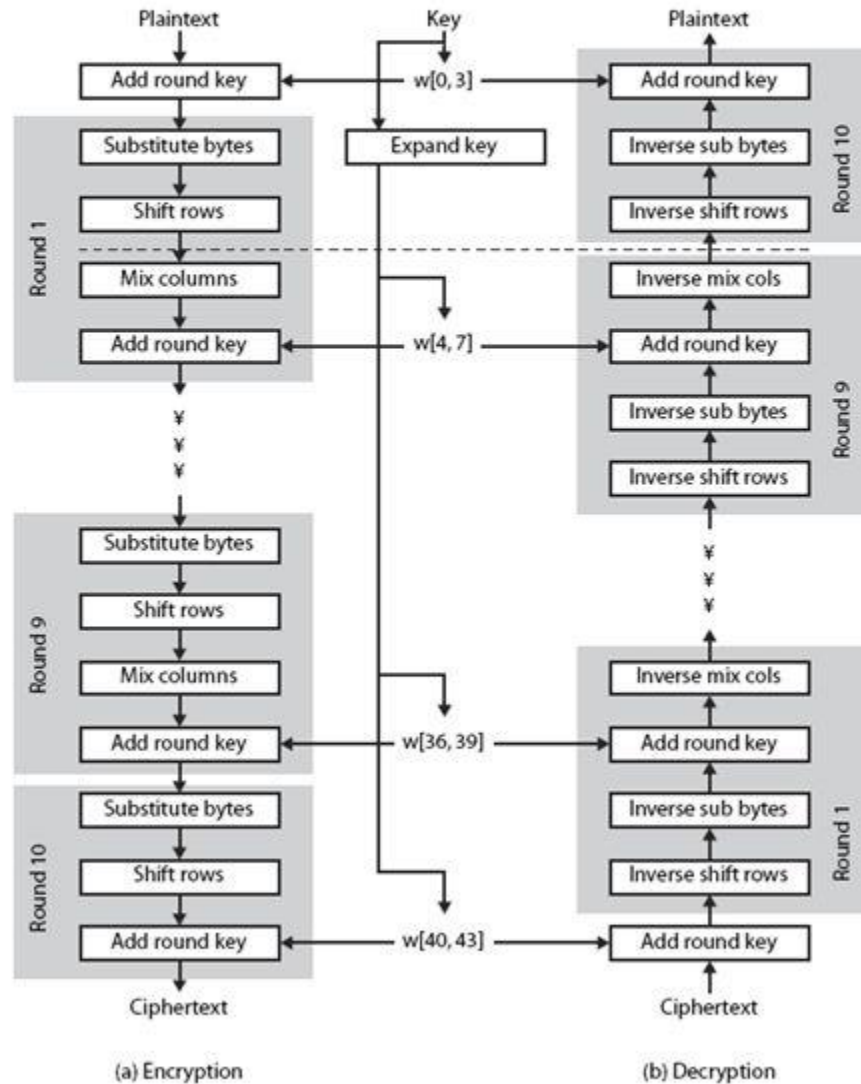 Plaintext
Key
Plaintext
Add round key
w[0, 3]
Add round key
Substitute bytes
Expand key
Inverse sub bytes
Round 10
Shift rows
Inverse shift rows
Round 1
Mix columns
Inverse mix cols
Add round key
w[4, 7]
Add round key
Round 9
¥
¥
¥
Inverse sub bytes
Inverse shift rows
Substitute bytes
¥
¥
¥
Shift rows
Round 9
Mix columns
Inverse mix cols
Add round key
w[36, 39]
Add round key
Substitute bytes
Inverse sub bytes
Round 1
Round 10
Shift rows
Inverse shift rows
Add round key
w[40, 43]
Add round key
Ciphertext
Ciphertext
(a) Encryption
(b) Decryption